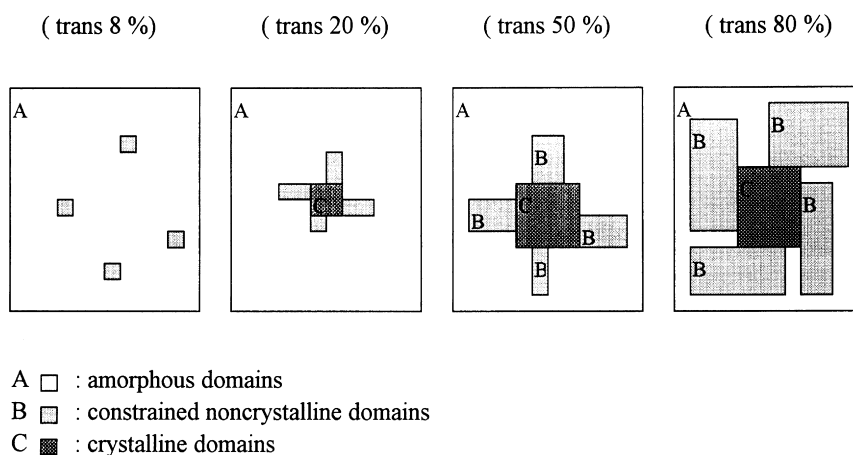 ( trans 8 %) ( trans 20 %) ( trans 50 %) ( trans 80 %)
A A A A
B B
B
C C C B
B B
B B
A : amorphous domains
B : constrained noncrystalline domains
C : crystalline domains